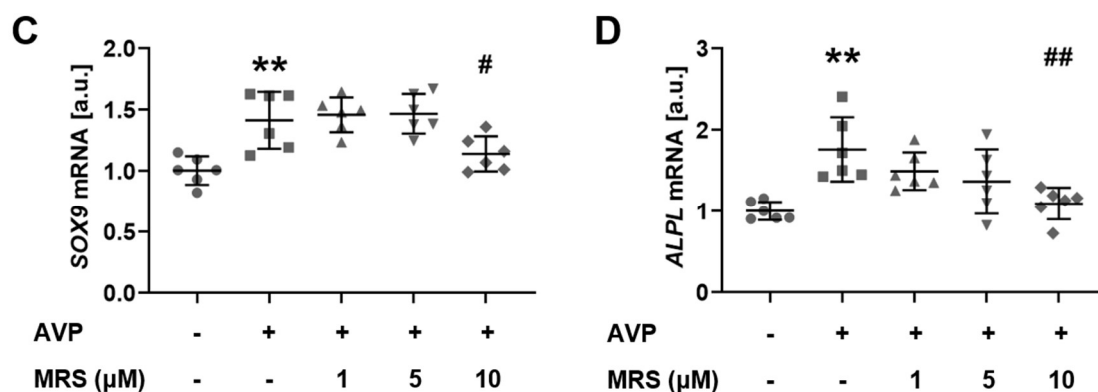 C
SOX9 mRNA [a.u.]
2.0
1.5
1.0
0.5
0.0
**
#
AVP - + + + +
MRS (µM) - - 1 5 10
D
ALPL mRNA [a.u.]
3
2
1
0
**
##
AVP - + + + +
MRS (µM) - - 1 5 10